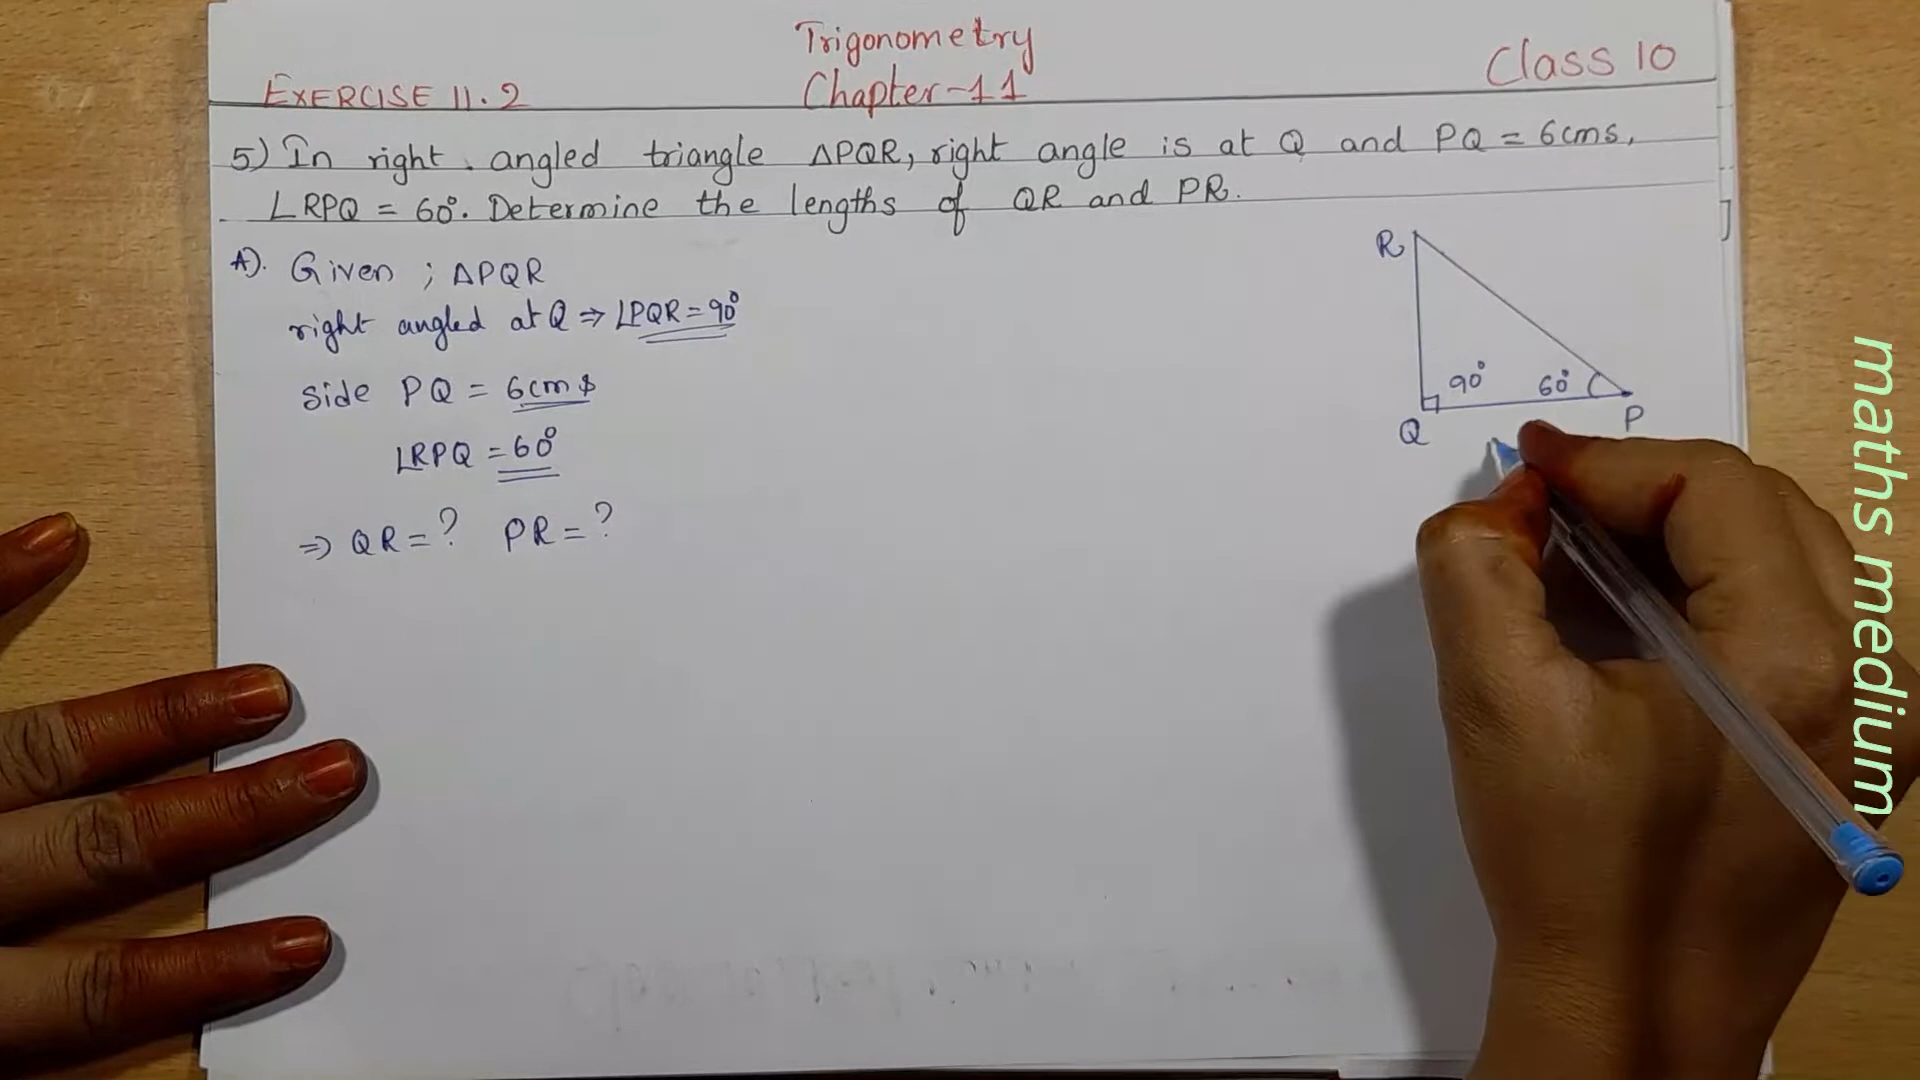 Trigonometry
EXERCISE 11.2
Chapter-11
Class 10
5) In right angled triangle ΔPQR, right angle is at Q and PQ = 6cms,
∠RPQ = 60°. Determine the lengths of QR and PR.
A). Given ; ΔPQR
right angled at Q ⇒ ∠PQR = 90°
side PQ = 6cms
∠RPQ = 60°
⇒ QR = ? PR = ?
R
90° 60°
Q P
maths medium